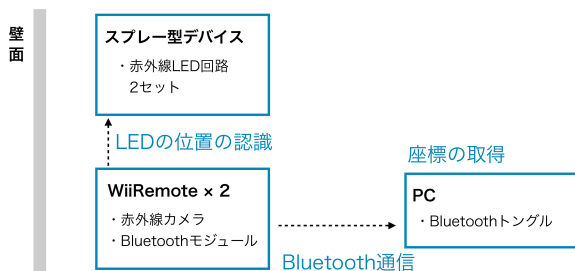 壁面
スプレー型デバイス
・赤外線LED回路
2セット
LEDの位置の認識
WiiRemote × 2
・赤外線カメラ
・Bluetoothモジュール
Bluetooth通信
座標の取得
PC
・Bluetoothトングル